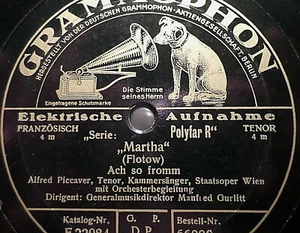 GRAMMOPHON
HERGESTELLT VON DER DEUTSCHEN GRAMMOPHON-AKTIENGESELLSCHAFT BERLIN
Die Stimme
seines Herrn
Eingetragene Schutzmarke
Elektrische Aufnahme
FRANZÖSISCH „Serie: Polyfar R“ TENOR
4 m 4 m
„Martha“
(Flotow)
Ach so fromm
Alfred Piccaver, Tenor, Kammersänger, Staatsoper Wien
mit Orchesterbegleitung
Dirigent: Generalmusikdirektor Manfred Gurlitt
Katalog-Nr. G. P. Bestell-Nr.
D.P.